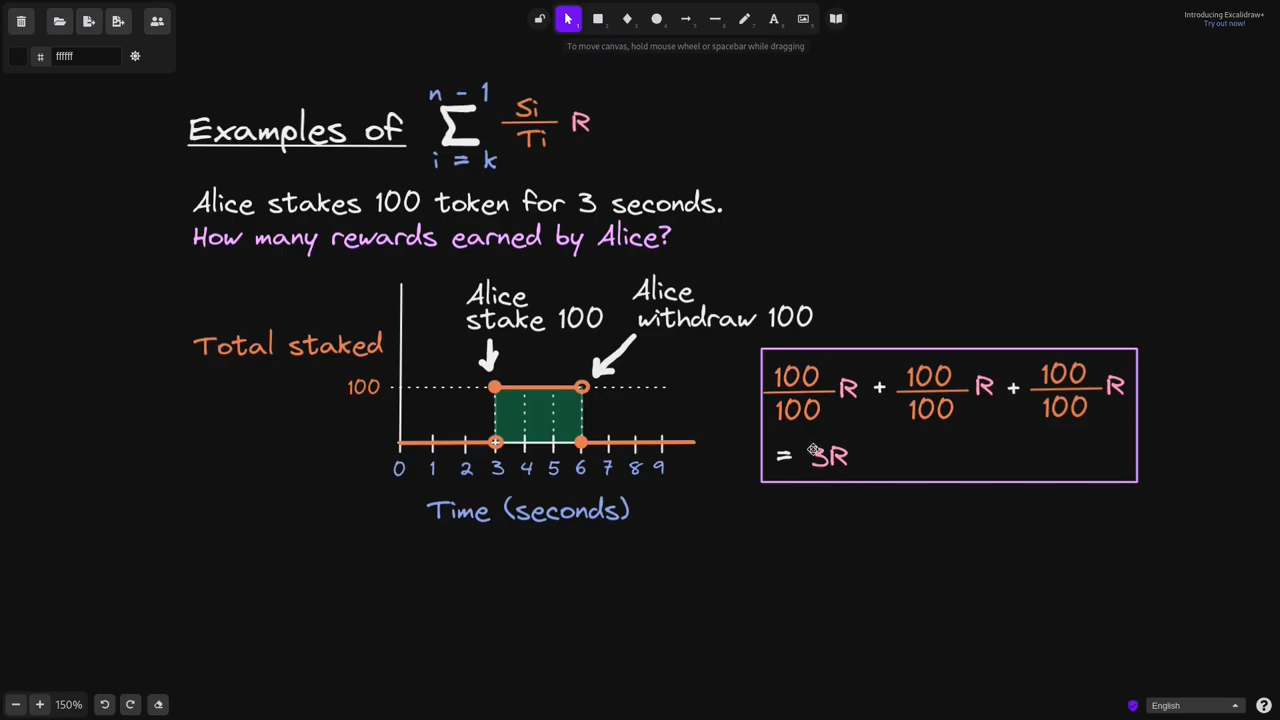 Introducing Excalidraw+
Try out now!
# ffffff
To move canvas, hold mouse wheel or spacebar while dragging
Examples of
n - 1
Σ Si/Ti R
i = k
Alice stakes 100 token for 3 seconds.
How many rewards earned by Alice?
Alice
stake 100
Alice
withdraw 100
Total staked
100
0 1 2 3 4 5 6 7 8 9
Time (seconds)
100/100 R + 100/100 R + 100/100 R
= 3R
150%
English